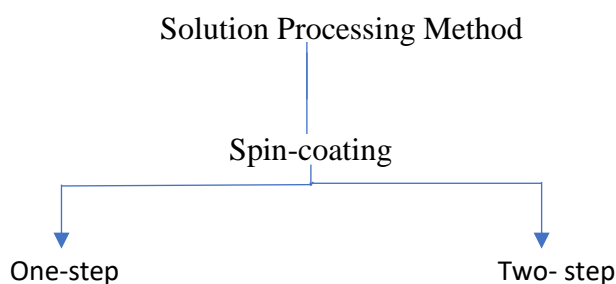 Solution Processing Method
Spin-coating
One-step
Two- step